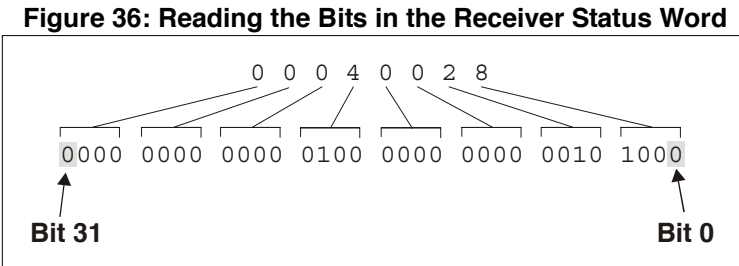 Figure 36: Reading the Bits in the Receiver Status Word
0 0 0 4 0 0 2 8
0000 0000 0000 0100 0000 0000 0010 1000
Bit 31 Bit 0